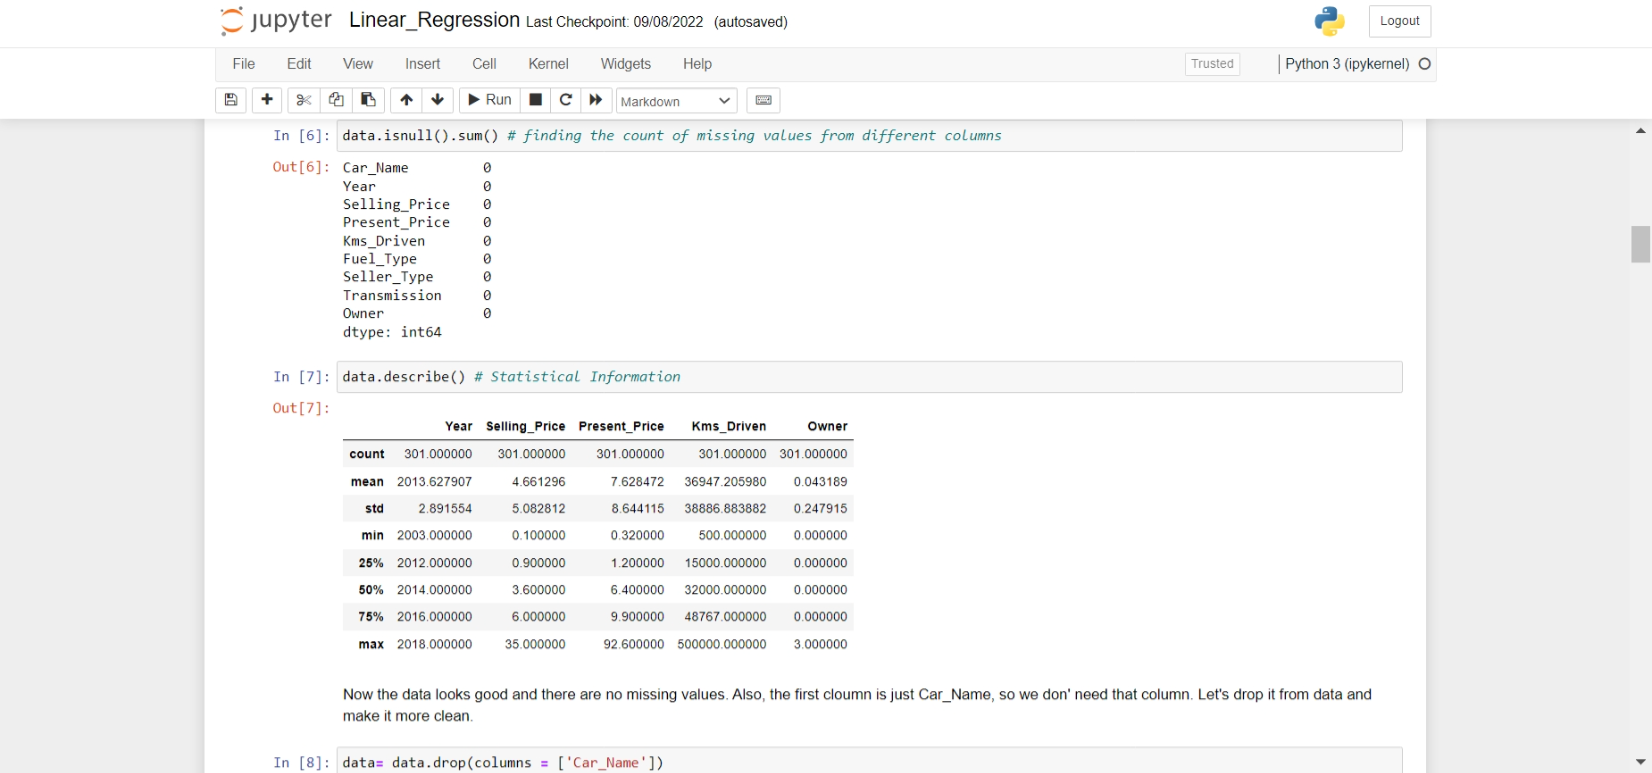 jupyter Linear_Regression Last Checkpoint: 09/08/2022 (autosaved)
Logout
File Edit View Insert Cell Kernel Widgets Help
Trusted Python 3 (ipykernel)
Run Markdown
In [6]: data.isnull().sum() # finding the count of missing values from different columns
Out[6]: Car_Name 0
Year 0
Selling_Price 0
Present_Price 0
Kms_Driven 0
Fuel_Type 0
Seller_Type 0
Transmission 0
Owner 0
dtype: int64
In [7]: data.describe() # Statistical Information
Out[7]:
Year Selling_Price Present_Price Kms_Driven Owner
count 301.000000 301.000000 301.000000 301.000000 301.000000
mean 2013.627907 4.661296 7.628472 36947.205980 0.043189
std 2.891554 5.082812 8.644115 38886.883882 0.247915
min 2003.000000 0.100000 0.320000 500.000000 0.000000
25% 2012.000000 0.900000 1.200000 15000.000000 0.000000
50% 2014.000000 3.600000 6.400000 32000.000000 0.000000
75% 2016.000000 6.000000 9.900000 48767.000000 0.000000
max 2018.000000 35.000000 92.600000 500000.000000 3.000000
Now the data looks good and there are no missing values. Also, the first cloumn is just Car_Name, so we don' need that column. Let's drop it from data and
make it more clean.
In [8]: data= data.drop(columns = ['Car_Name'])